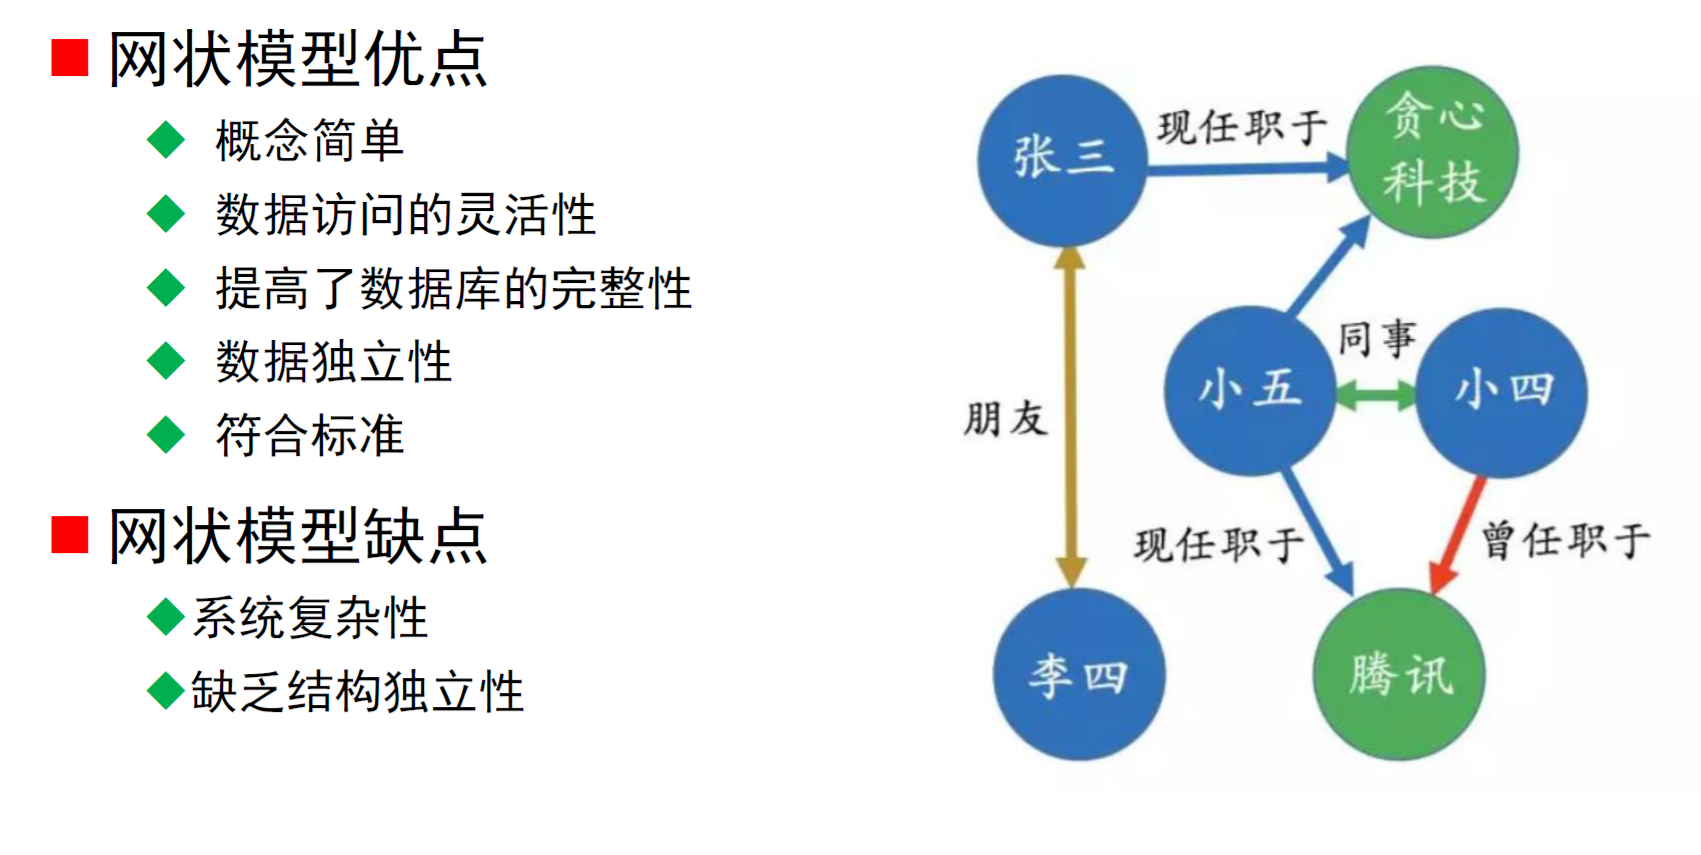 网状模型优点
概念简单
数据访问的灵活性
提高了数据库的完整性
数据独立性
符合标准
网状模型缺点
系统复杂性
缺乏结构独立性
张三
现任职于
贪心
科技
小五
同事
小四
朋友
现任职于
曾任职于
李四
腾讯